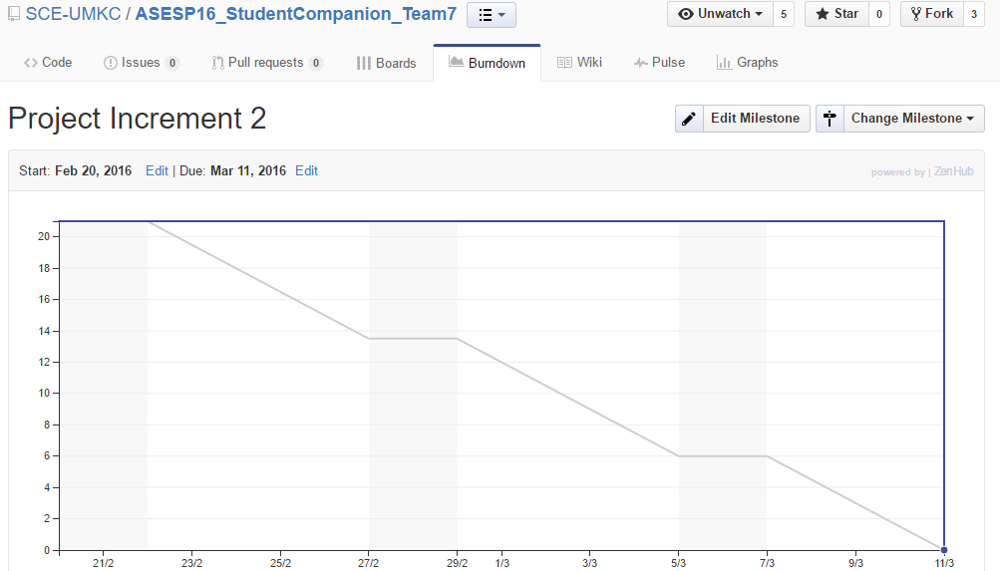 SCE-UMKC / ASESP16_StudentCompanion_Team7 Unwatch 5 Star 0 Fork 3
Code Issues 0 Pull requests 0 Boards Burndown Wiki Pulse Graphs
Project Increment 2 Edit Milestone Change Milestone
Start: Feb 20, 2016 Edit | Due: Mar 11, 2016 Edit powered by | ZenHub
20
18
16
14
12
10
8
6
4
2
0
21/2 23/2 25/2 27/2 29/2 1/3 3/3 5/3 7/3 9/3 11/3